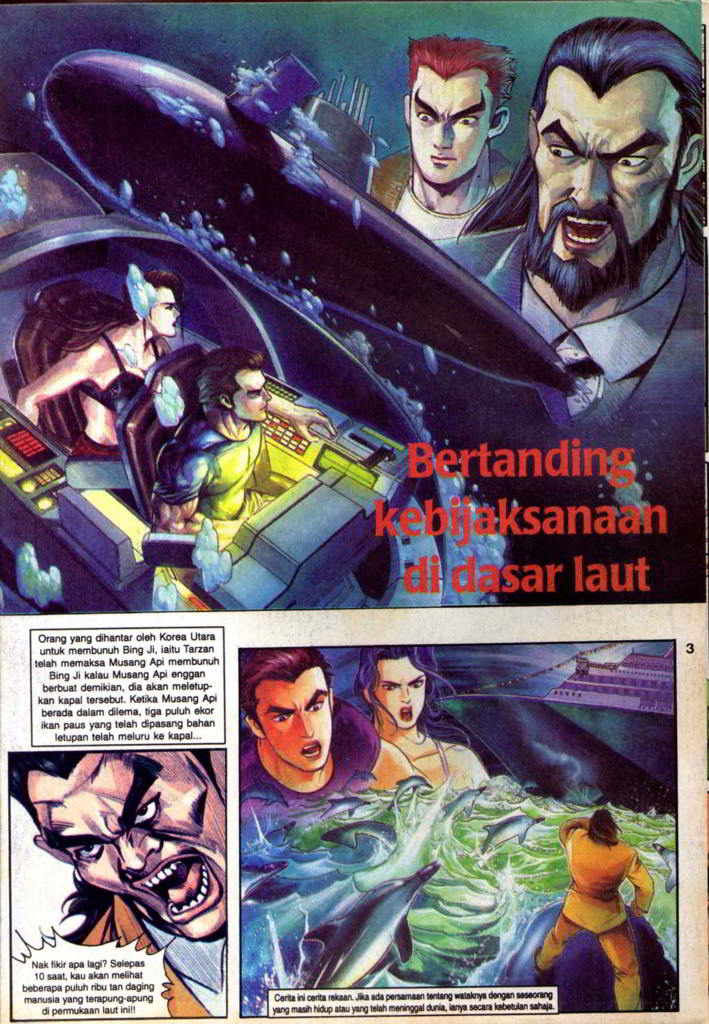 Bertanding
kebijaksanaan
di dasar laut
Orang yang dihantar oleh Korea Utara
untuk membunuh Bing Ji, iaitu Tarzan
telah memaksa Musang Api membunuh
Bing Ji kalau Musang Api enggan
berbuat demikian, dia akan meletup-
kan kapal tersebut. Ketika Musang Api
berada dalam dilema, tiga puluh ekor
ikan paus yang telah dipasang bahan
letupan telah meluru ke kapal...
3
Nak fikir apa lagi? Selepas
10 saat, kau akan melihat
beberapa puluh ribu tan daging
manusia yang terapung-apung
di permukaan laut ini!!
Cerita ini cerita rekaan. Jika ada persamaan tentang wataknya dengan seseorang
yang masih hidup atau yang telah meninggal dunia, ianya secara kebetulan sahaja.